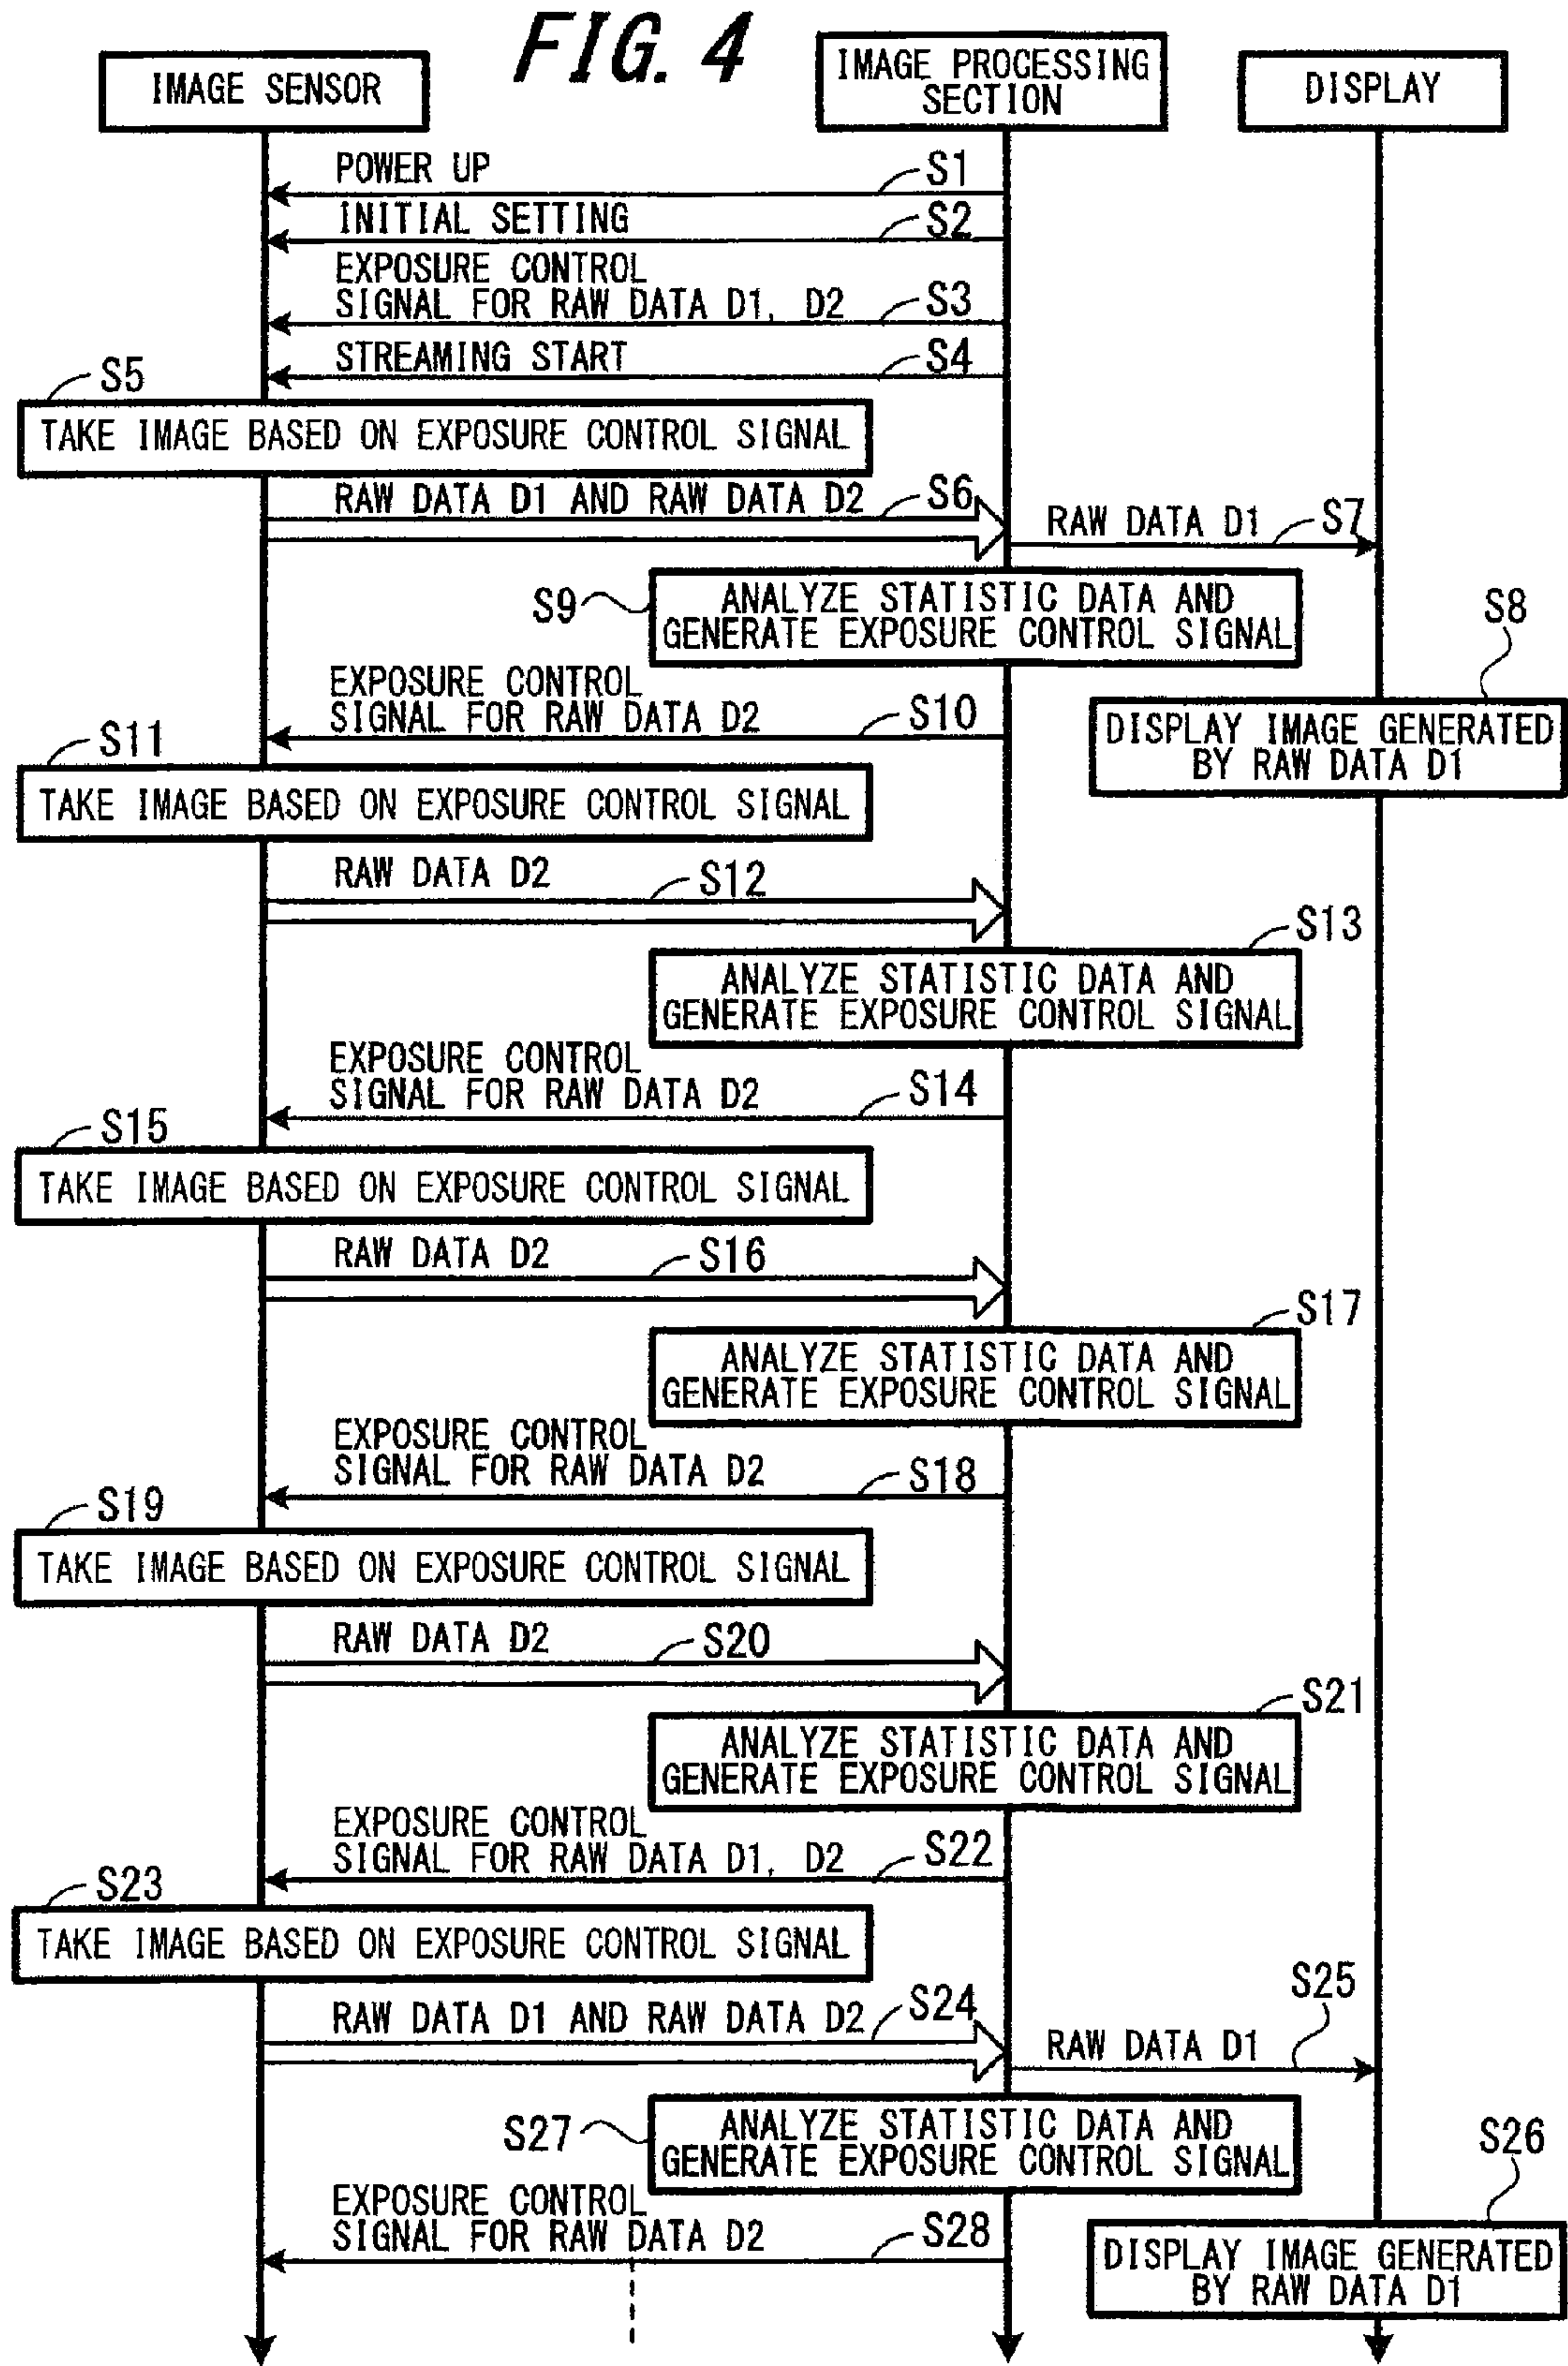 FIG. 4
IMAGE SENSOR
IMAGE PROCESSING
SECTION
DISPLAY
POWER UP
S1
INITIAL SETTING
S2
EXPOSURE CONTROL
SIGNAL FOR RAW DATA D1, D2
S3
STREAMING START
S4
S5
TAKE IMAGE BASED ON EXPOSURE CONTROL SIGNAL
RAW DATA D1 AND RAW DATA D2
S6
RAW DATA D1
S7
S9
ANALYZE STATISTIC DATA AND
GENERATE EXPOSURE CONTROL SIGNAL
S8
EXPOSURE CONTROL
SIGNAL FOR RAW DATA D2
S10
DISPLAY IMAGE GENERATED
BY RAW DATA D1
S11
TAKE IMAGE BASED ON EXPOSURE CONTROL SIGNAL
RAW DATA D2
S12
S13
ANALYZE STATISTIC DATA AND
GENERATE EXPOSURE CONTROL SIGNAL
EXPOSURE CONTROL
SIGNAL FOR RAW DATA D2
S14
S15
TAKE IMAGE BASED ON EXPOSURE CONTROL SIGNAL
RAW DATA D2
S16
S17
ANALYZE STATISTIC DATA AND
GENERATE EXPOSURE CONTROL SIGNAL
EXPOSURE CONTROL
SIGNAL FOR RAW DATA D2
S18
S19
TAKE IMAGE BASED ON EXPOSURE CONTROL SIGNAL
RAW DATA D2
S20
S21
ANALYZE STATISTIC DATA AND
GENERATE EXPOSURE CONTROL SIGNAL
EXPOSURE CONTROL
SIGNAL FOR RAW DATA D1, D2
S22
S23
TAKE IMAGE BASED ON EXPOSURE CONTROL SIGNAL
RAW DATA D1 AND RAW DATA D2
S24
RAW DATA D1
S25
S27
ANALYZE STATISTIC DATA AND
GENERATE EXPOSURE CONTROL SIGNAL
S26
EXPOSURE CONTROL
SIGNAL FOR RAW DATA D2
S28
DISPLAY IMAGE GENERATED
BY RAW DATA D1